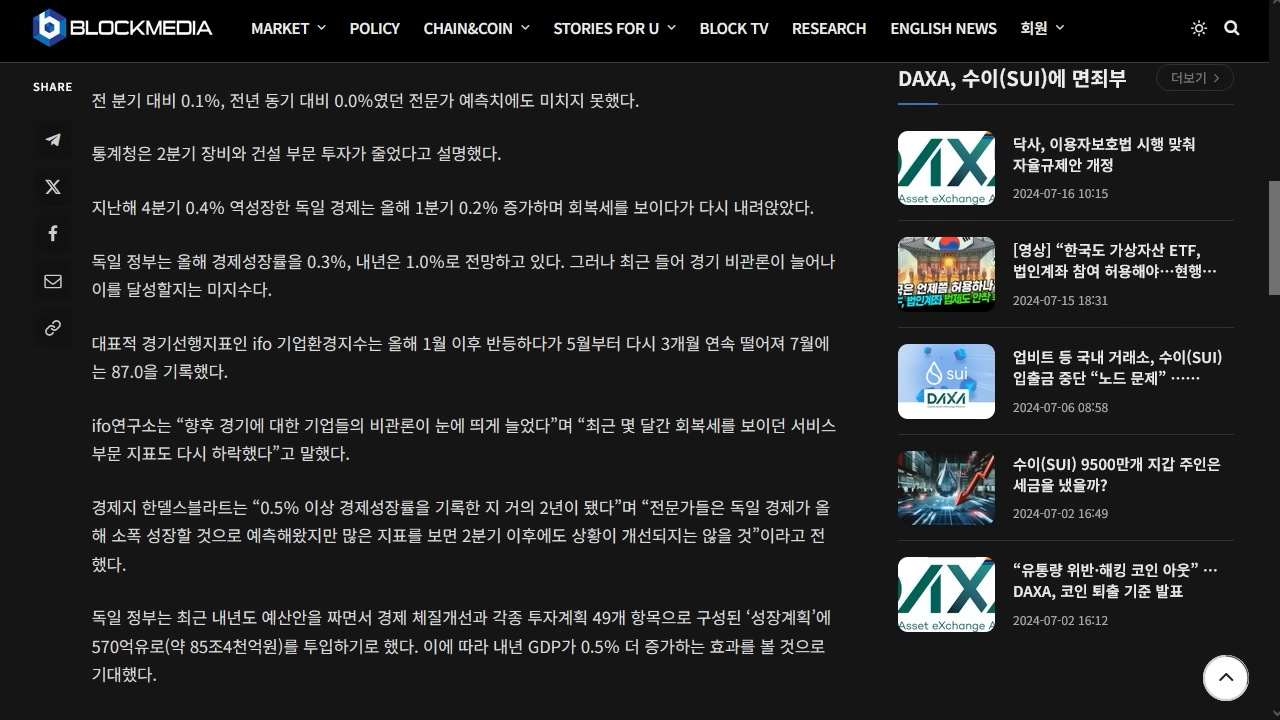 BLOCKMEDIA
MARKET
POLICY
CHAIN&COIN
STORIES FOR U
BLOCK TV
RESEARCH
ENGLISH NEWS
회원
SHARE
전 분기 대비 0.1%, 전년 동기 대비 0.0%였던 전문가 예측치에도 미치지 못했다.
통계청은 2분기 장비와 건설 부문 투자가 줄었다고 설명했다.
지난해 4분기 0.4% 역성장한 독일 경제는 올해 1분기 0.2% 증가하며 회복세를 보이다가 다시 내려앉았다.
독일 정부는 올해 경제성장률을 0.3%, 내년은 1.0%로 전망하고 있다. 그러나 최근 들어 경기 비관론이 늘어나
이를 달성할지는 미지수다.
대표적 경기선행지표인 ifo 기업환경지수는 올해 1월 이후 반등하다가 5월부터 다시 3개월 연속 떨어져 7월에
는 87.0을 기록했다.
ifo연구소는 “향후 경기에 대한 기업들의 비관론이 눈에 띄게 늘었다”며 “최근 몇 달간 회복세를 보이던 서비스
부문 지표도 다시 하락했다”고 말했다.
경제지 한델스블라트는 “0.5% 이상 경제성장률을 기록한 지 거의 2년이 됐다”며 “전문가들은 독일 경제가 올
해 소폭 성장할 것으로 예측해왔지만 많은 지표를 보면 2분기 이후에도 상황이 개선되지는 않을 것”이라고 전
했다.
독일 정부는 최근 내년도 예산안을 짜면서 경제 체질개선과 각종 투자계획 49개 항목으로 구성된 ‘성장계획’에
570억유로(약 85조4천억원)를 투입하기로 했다. 이에 따라 내년 GDP가 0.5% 더 증가하는 효과를 볼 것으로
기대했다.
DAXA, 수이(SUI)에 면죄부
더보기
DAXA
Asset eXchange A
닥사, 이용자보호법 시행 맞춰
자율규제안 개정
2024-07-16 10:15
국은 언제쯤 허용하나
법인계좌 법제도 안착
[영상] “한국도 가상자산 ETF,
법인계좌 참여 허용해야…현행…
2024-07-15 18:31
sui
DAXA
업비트 등 국내 거래소, 수이(SUI)
입출금 중단 “노드 문제” ……
2024-07-06 08:58
수이(SUI) 9500만개 지갑 주인은
세금을 냈을까?
2024-07-02 16:49
DAXA
Asset eXchange A
“유통량 위반·해킹 코인 아웃” …
DAXA, 코인 퇴출 기준 발표
2024-07-02 16:12